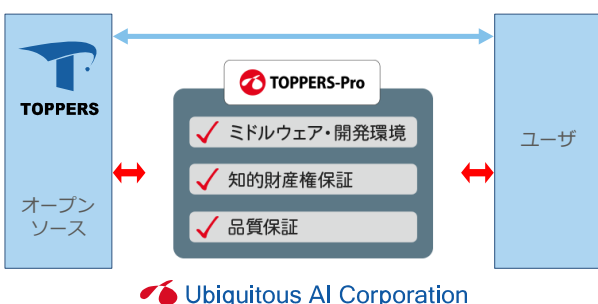 TOPPERS
オープン
ソース
TOPPERS-Pro
ミドルウェア・開発環境
知的財産権保証
品質保証
ユーザ
Ubiquitous AI Corporation